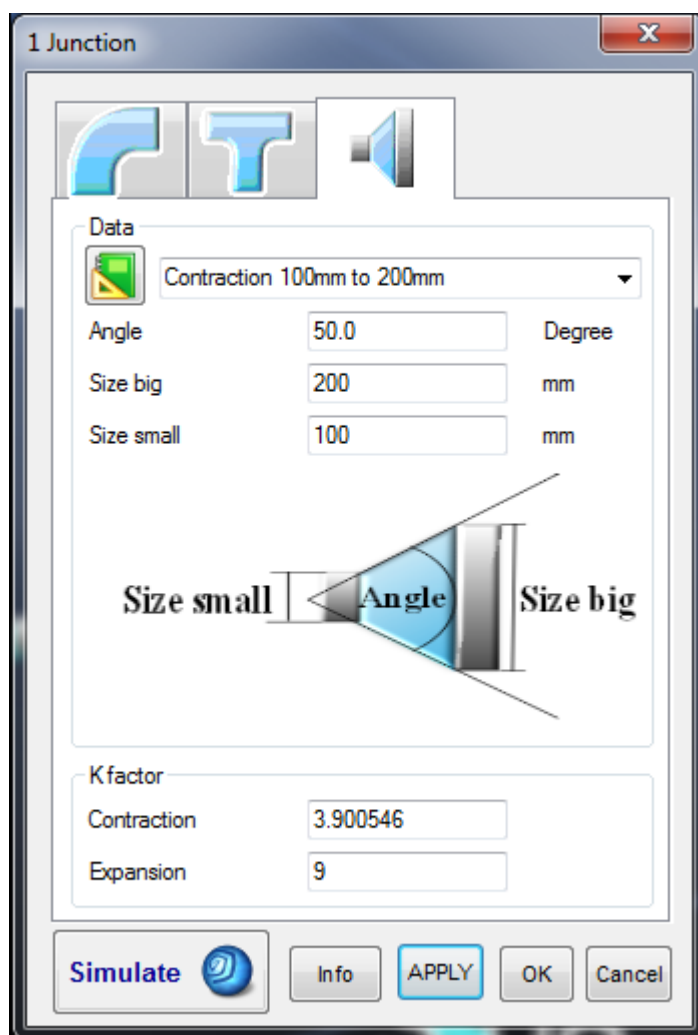 1 Junction
Data
Contraction 100mm to 200mm
Angle 50.0 Degree
Size big 200 mm
Size small 100 mm
Size small Angle Size big
K factor
Contraction 3.900546
Expansion 9
Simulate Info APPLY OK Cancel